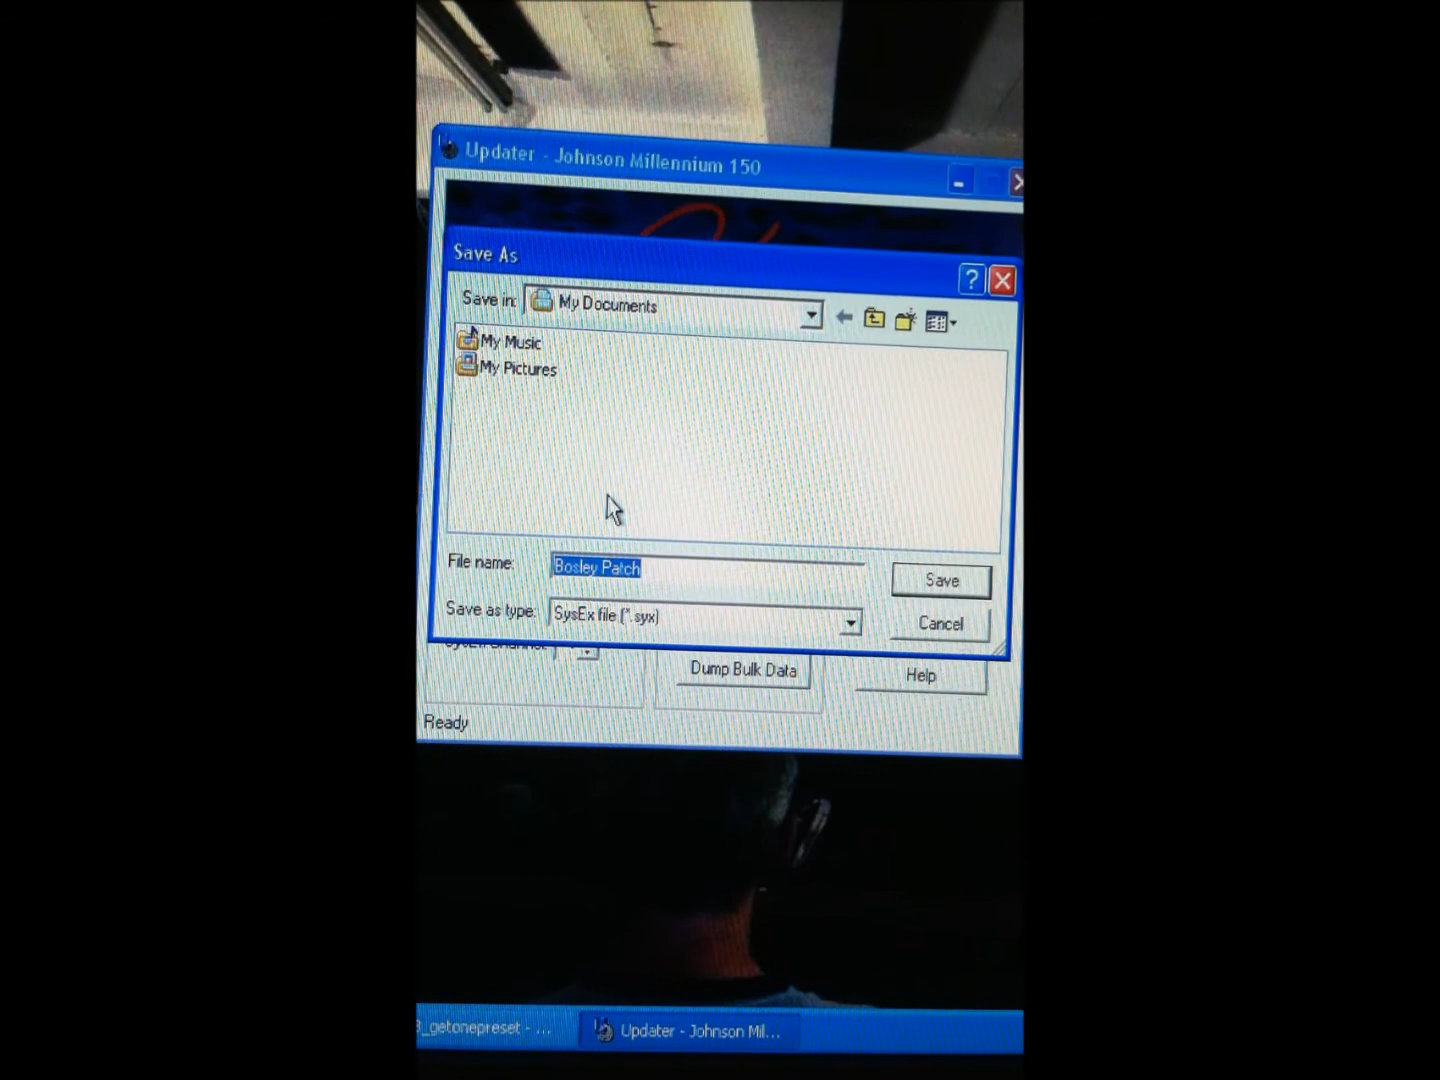 Updater - Johnson Millennium 150
Save As
Save in:
My Documents
My Music
My Pictures
File name:
Bosley Patch
Save
Save as type:
SysEx file (*.syx)
Cancel
Dump Bulk Data
Help
Ready
_getonepreset - ...
Updater - Johnson Mil...